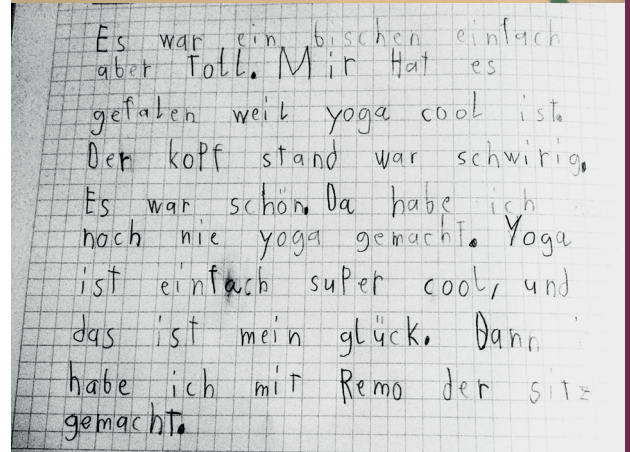 Es war ein bischen einfach
aber Toll. Mir Hat es
gefalen weil yoga cool ist.
Der kopf stand war schwirig.
Es war schön. Da habe ich
noch nie yoga gemacht. Yoga
ist einfach super cool, und
das ist mein glück. Dann
habe ich mit Remo der sitz
gemacht.